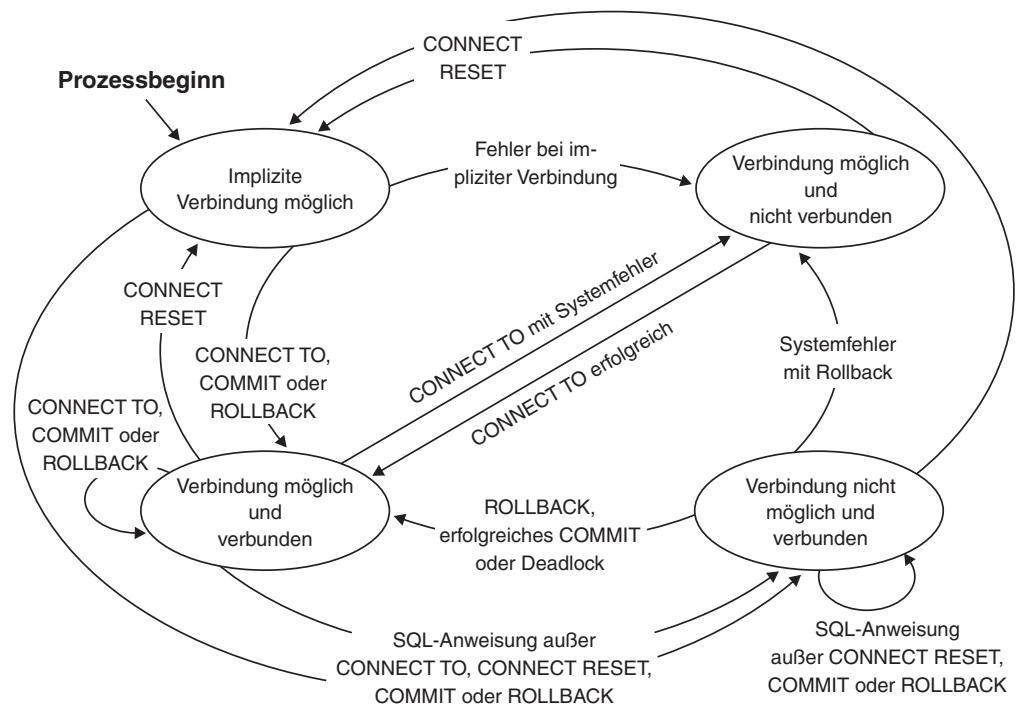 CONNECT
RESET
Prozessbeginn
Implizite
Verbindung möglich
Fehler bei im-
pliziter Verbindung
Verbindung möglich
und
nicht verbunden
CONNECT
RESET
CONNECT TO,
COMMIT oder
ROLLBACK
CONNECT TO mit Systemfehler
CONNECT TO erfolgreich
Systemfehler
mit Rollback
CONNECT TO,
COMMIT oder
ROLLBACK
Verbindung möglich
und
verbunden
ROLLBACK,
erfolgreiches COMMIT
oder Deadlock
Verbindung nicht
möglich und
verbunden
SQL-Anweisung außer
CONNECT TO, CONNECT RESET,
COMMIT oder ROLLBACK
SQL-Anweisung
außer CONNECT RESET,
COMMIT oder ROLLBACK